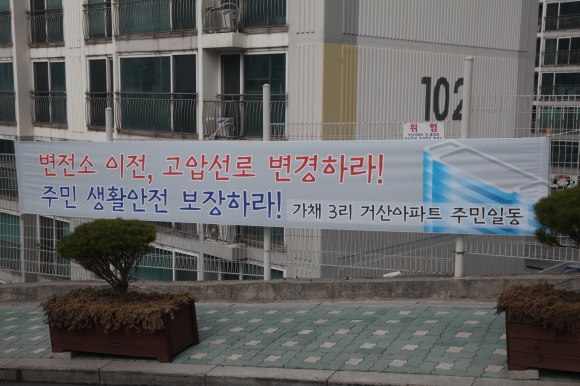 102
위 험
변전소 이전, 고압선로 변경하라!
주민 생활안전 보장하라! 가채 3리 거산아파트 주민일동